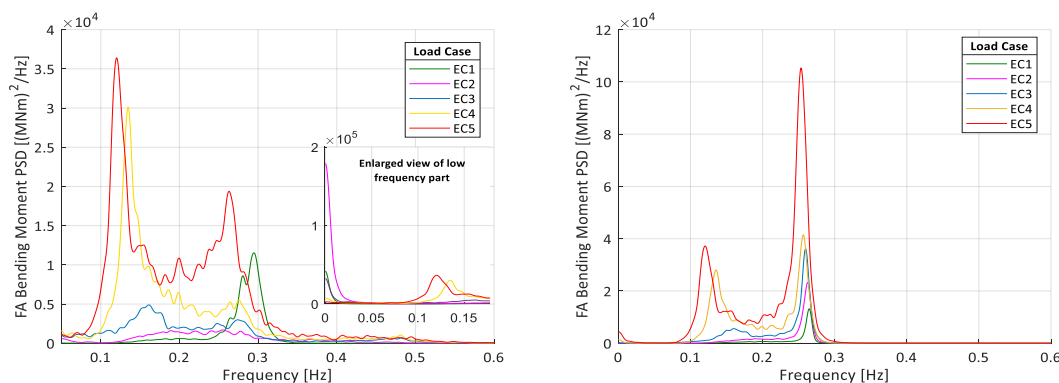 ×10⁴
4
3.5
3
2.5
2
1.5
1
0.5
0
FA Bending Moment PSD [(MNm)²/Hz]
0.1
0.2
0.3
0.4
0.5
0.6
Frequency [Hz]
Load Case
EC1
EC2
EC3
EC4
EC5
×10⁵
2
1
0
Enlarged view of low
frequency part
0
0.05
0.1
0.15
×10⁴
12
10
8
6
4
2
0
FA Bending Moment PSD [(MNm)²/Hz]
0
0.1
0.2
0.3
0.4
0.5
0.6
Frequency [Hz]
Load Case
EC1
EC2
EC3
EC4
EC5